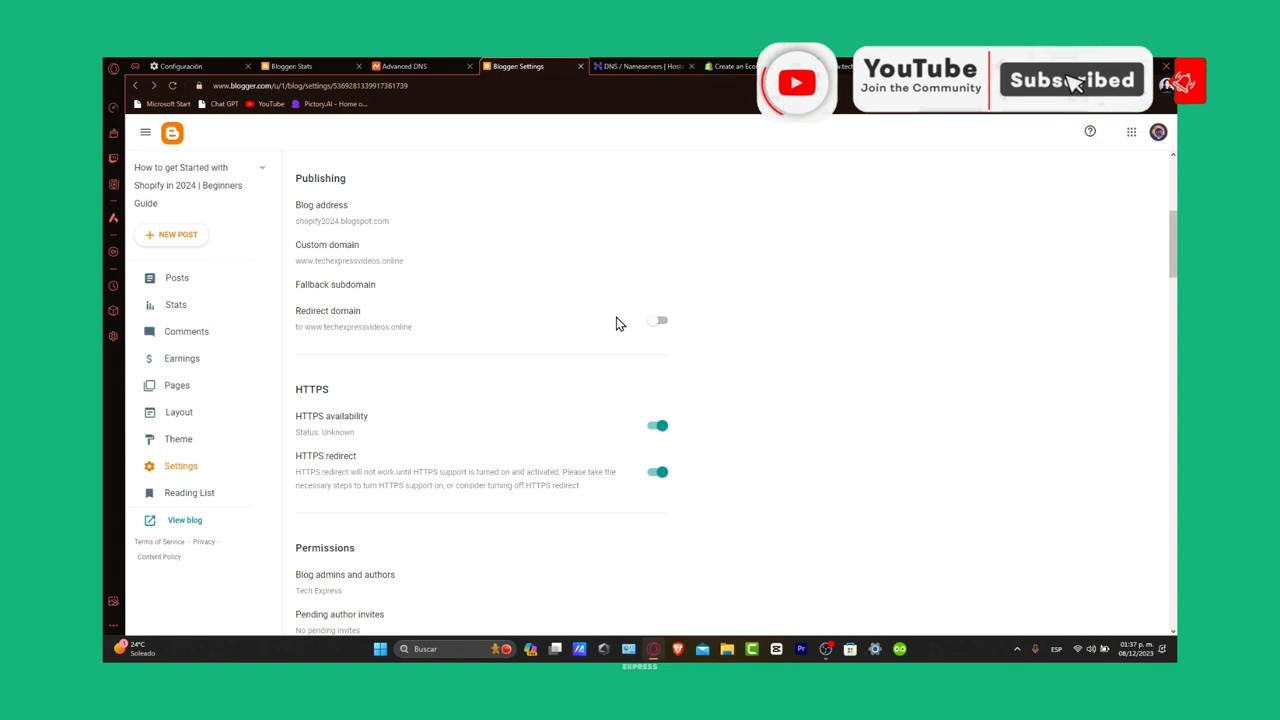 YouTube
Join the Community
Subscribed
Configuración
Blogger: Stats
Advanced DNS
Blogger: Settings
DNS / Nameservers | Host
Create an Eco
www.blogger.com/u/1/blog/settings/5369281339917361739
Microsoft Start
Chat GPT
YouTube
Pictory.AI - Home o...
How to get Started with
Shopify in 2024 | Beginners
Guide
+ NEW POST
Posts
Stats
Comments
Earnings
Pages
Layout
Theme
Settings
Reading List
View blog
Terms of Service · Privacy ·
Content Policy
Publishing
Blog address
shopify2024.blogspot.com
Custom domain
www.techexpressvideos.online
Fallback subdomain
Redirect domain
to www.techexpressvideos.online
HTTPS
HTTPS availability
Status: Unknown
HTTPS redirect
HTTPS redirect will not work until HTTPS support is turned on and activated. Please take the
necessary steps to turn HTTPS support on, or consider turning off HTTPS redirect
Permissions
Blog admins and authors
Tech Express
Pending author invites
No pending invites
24°C
Soleado
Buscar
ESP
01:37 p. m.
08/12/2023
EXPRESS